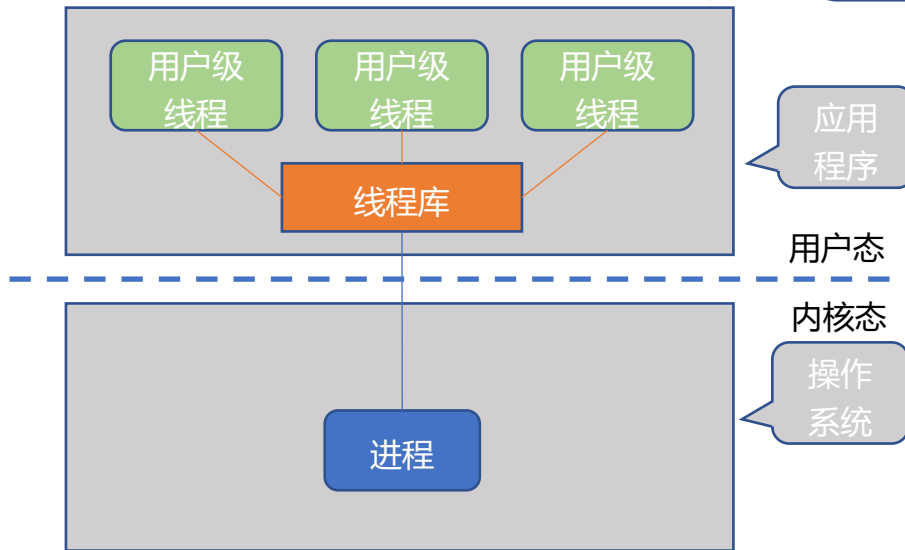 用户级
线程
用户级
线程
用户级
线程
应用
程序
线程库
用户态
内核态
操作
系统
进程